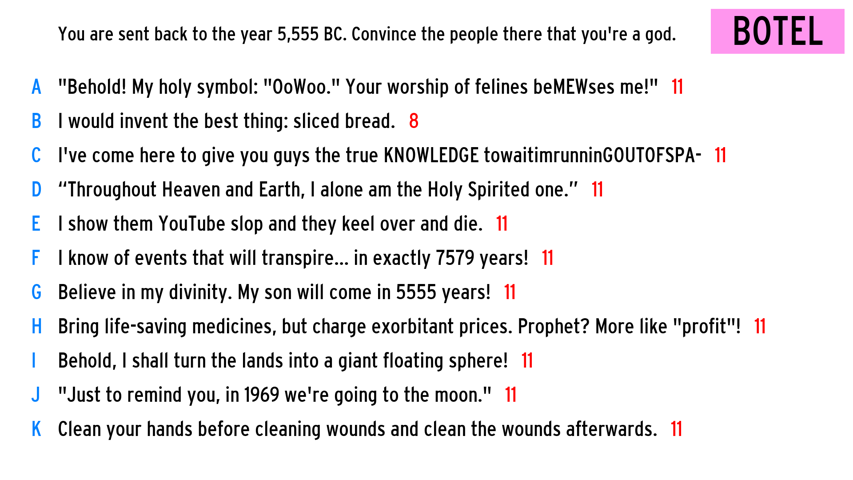 You are sent back to the year 5,555 BC. Convince the people there that you're a god.
BOTEL
A "Behold! My holy symbol: "OoWoo." Your worship of felines beMEWses me!" 11
B I would invent the best thing: sliced bread. 8
C I've come here to give you guys the true KNOWLEDGE towaitimrunninGOUTOFSPA- 11
D “Throughout Heaven and Earth, I alone am the Holy Spirited one.” 11
E I show them YouTube slop and they keel over and die. 11
F I know of events that will transpire... in exactly 7579 years! 11
G Believe in my divinity. My son will come in 5555 years! 11
H Bring life-saving medicines, but charge exorbitant prices. Prophet? More like "profit"! 11
I Behold, I shall turn the lands into a giant floating sphere! 11
J "Just to remind you, in 1969 we're going to the moon." 11
K Clean your hands before cleaning wounds and clean the wounds afterwards. 11